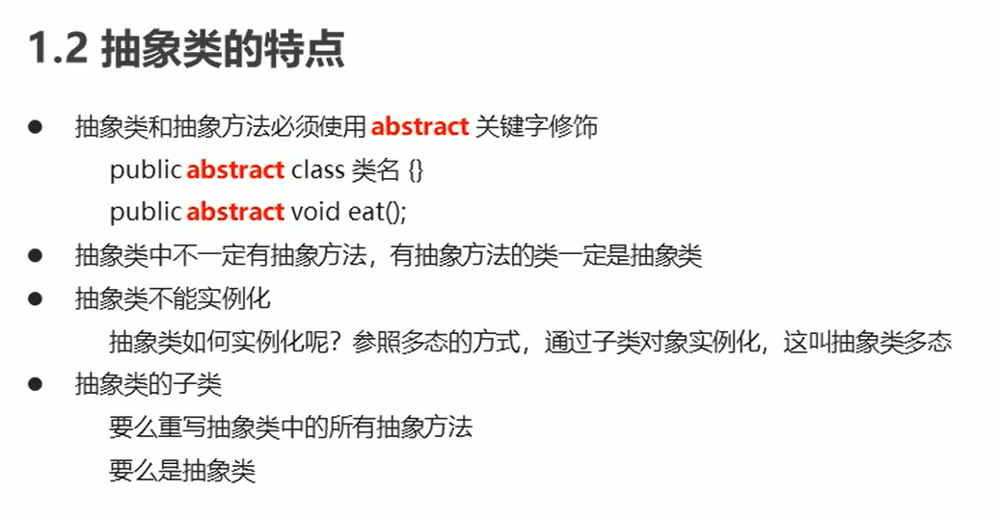 1.2 抽象类的特点
● 抽象类和抽象方法必须使用 abstract 关键字修饰
public abstract class 类名 {}
public abstract void eat();
● 抽象类中不一定有抽象方法，有抽象方法的类一定是抽象类
● 抽象类不能实例化
抽象类如何实例化呢？参照多态的方式，通过子类对象实例化，这叫抽象类多态
● 抽象类的子类
要么重写抽象类中的所有抽象方法
要么是抽象类